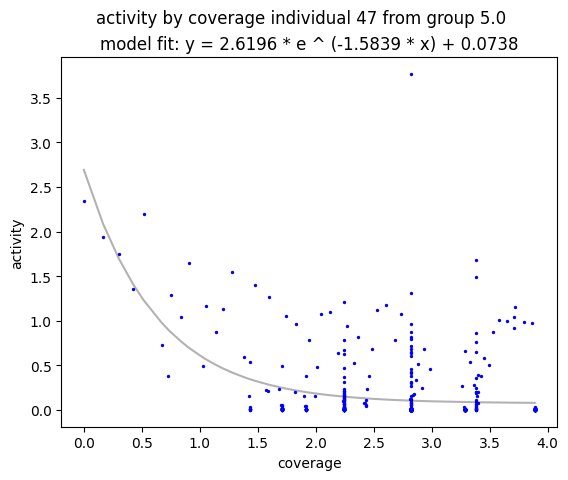 activity by coverage individual 47 from group 5.0
model fit: y = 2.6196 * e ^ (-1.5839 * x) + 0.0738
activity
3.5
3.0
2.5
2.0
1.5
1.0
0.5
0.0
0.0 0.5 1.0 1.5 2.0 2.5 3.0 3.5 4.0
coverage